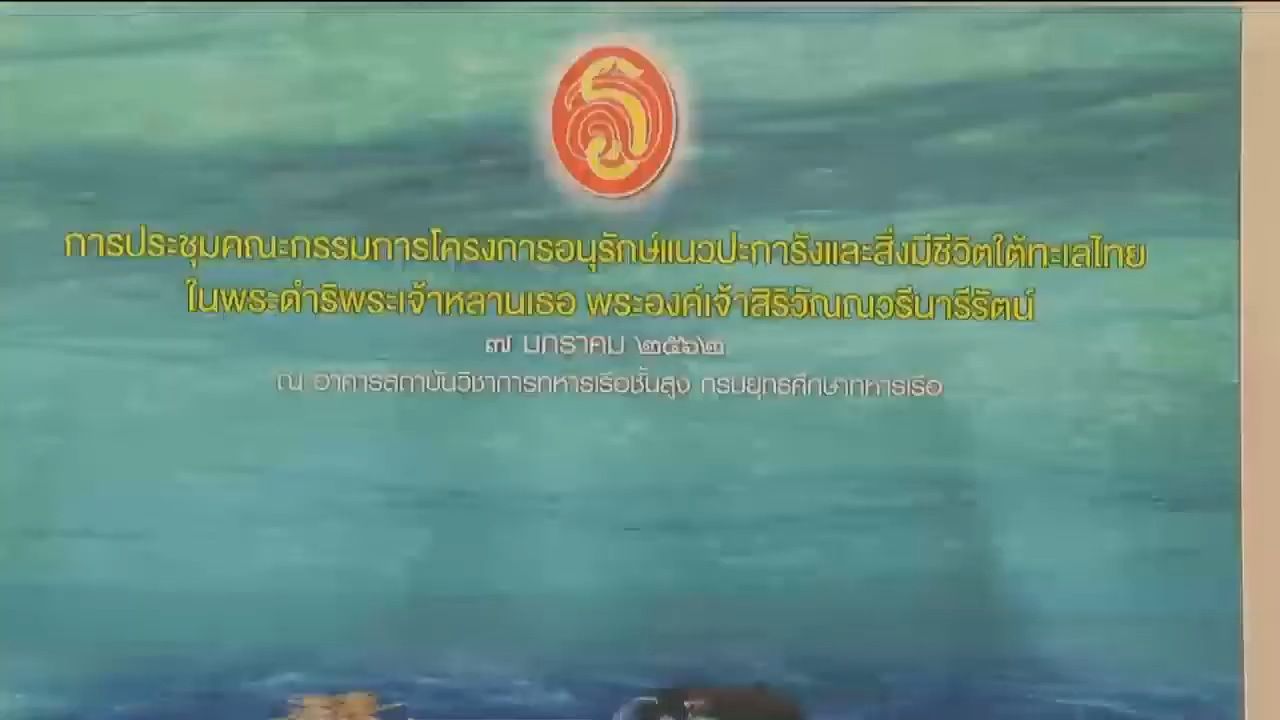 การประชุมคณะกรรมการโครงการอนุรักษ์แนวปะการังและสิ่งมีชีวิตใต้ทะเลไทย
ในพระดำริพระเจ้าหลานเธอ พระองค์เจ้าสิริวัณณวรีนารีรัตน์
๗ มกราคม ๒๕๖๒
ณ อาคารสถาบันวิชาการทหารเรือชั้นสูง กรมยุทธศึกษาทหารเรือ